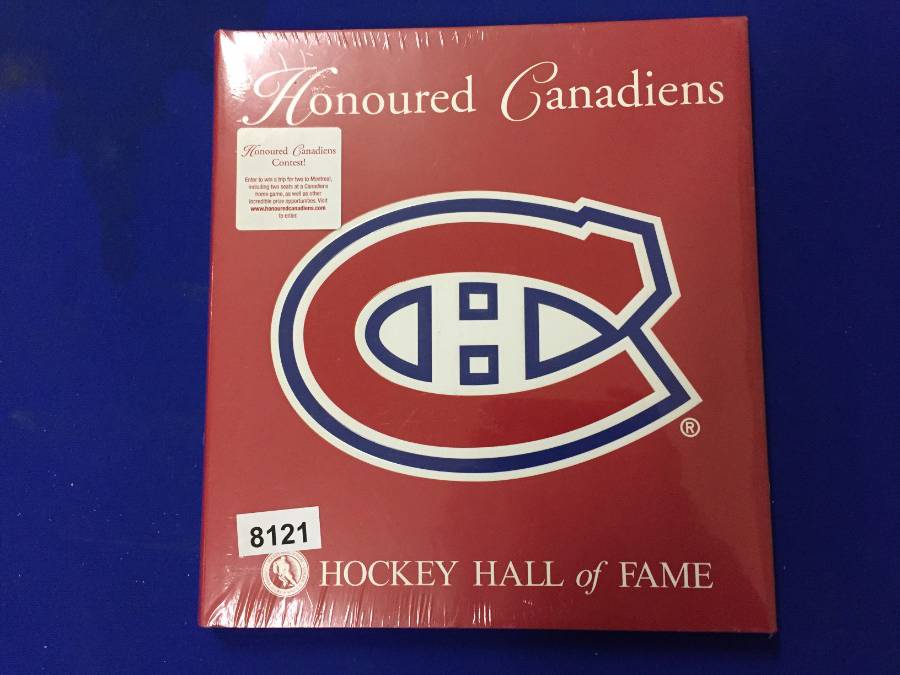 Honoured Canadiens
Honoured Canadiens
Contest!
Enter to win a trip for two to Montreal,
including two seats at a Canadiens
home game, as well as other
incredible prize opportunities. Visit
www.honouredcanadiens.com
to enter.
®
8121
HOCKEY HALL of FAME